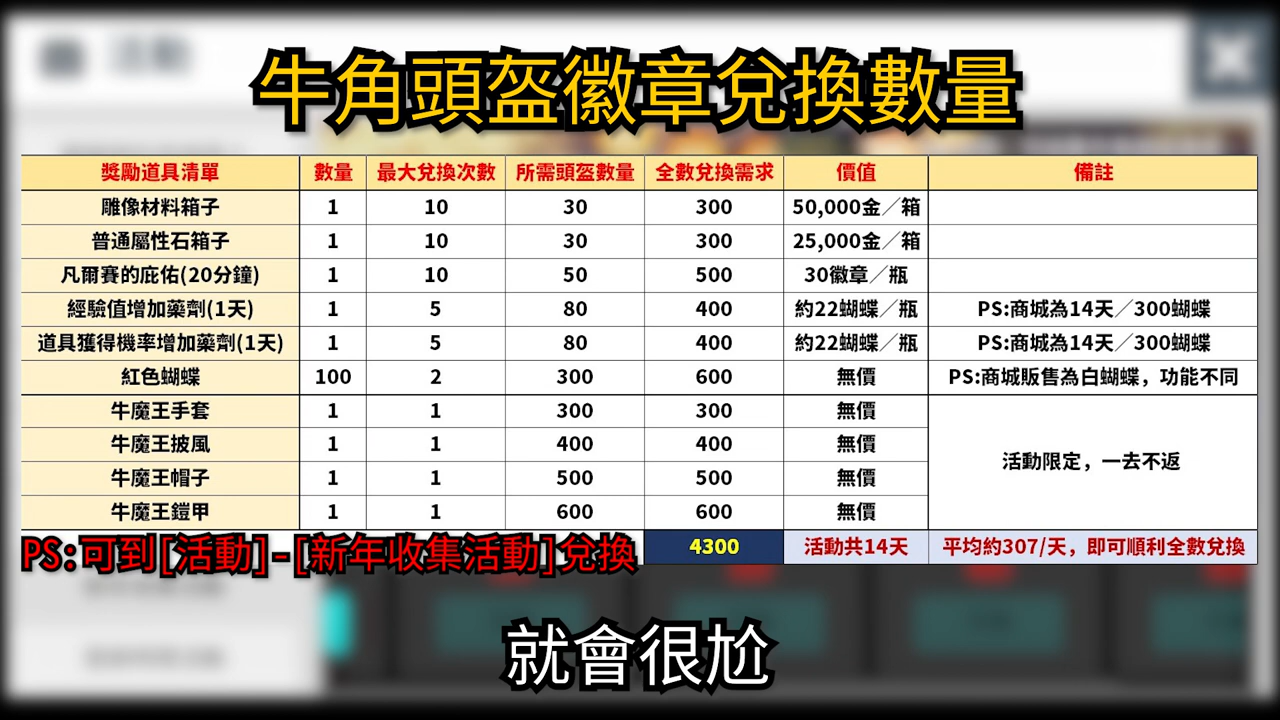 活動
牛角頭盔徽章兌換數量
獎勵道具清單 數量 最大兌換次數 所需頭盔數量 全數兌換需求 價值 備註
雕像材料箱子 1 10 30 300 50,000金／箱
普通屬性石箱子 1 10 30 300 25,000金／箱
凡爾賽的庇佑(20分鐘) 1 10 50 500 30徽章／瓶
經驗值增加藥劑(1天) 1 5 80 400 約22蝴蝶／瓶 PS:商城為14天／300蝴蝶
道具獲得機率增加藥劑(1天) 1 5 80 400 約22蝴蝶／瓶 PS:商城為14天／300蝴蝶
紅色蝴蝶 100 2 300 600 無價 PS:商城販售為白蝴蝶，功能不同
牛魔王手套 1 1 300 300 無價
牛魔王披風 1 1 400 400 無價
活動限定，一去不返
牛魔王帽子 1 1 500 500 無價
牛魔王鎧甲 1 1 600 600 無價
PS:可到[活動]-[新年收集活動]兌換 4300 活動共14天 平均約307/天，即可順利全數兌換
就會很尬